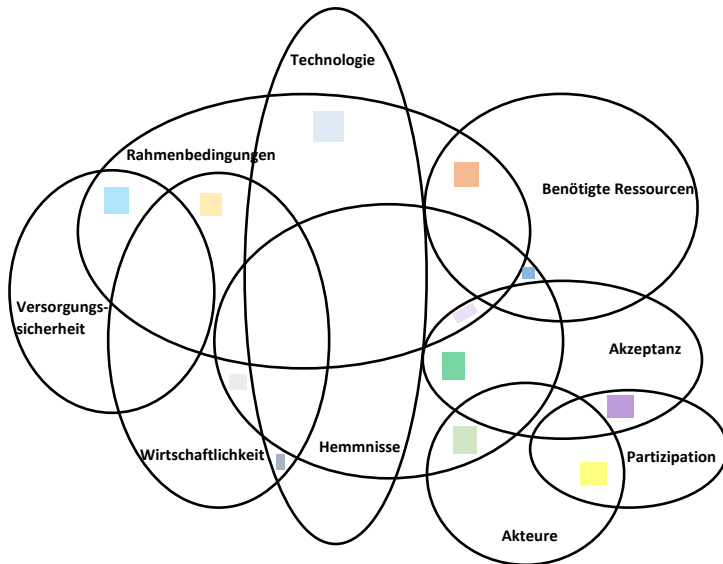 Technologie
Rahmenbedingungen
Benötigte Ressourcen
Versorgungs-
sicherheit
Akzeptanz
Wirtschaftlichkeit
Hemmnisse
Partizipation
Akteure